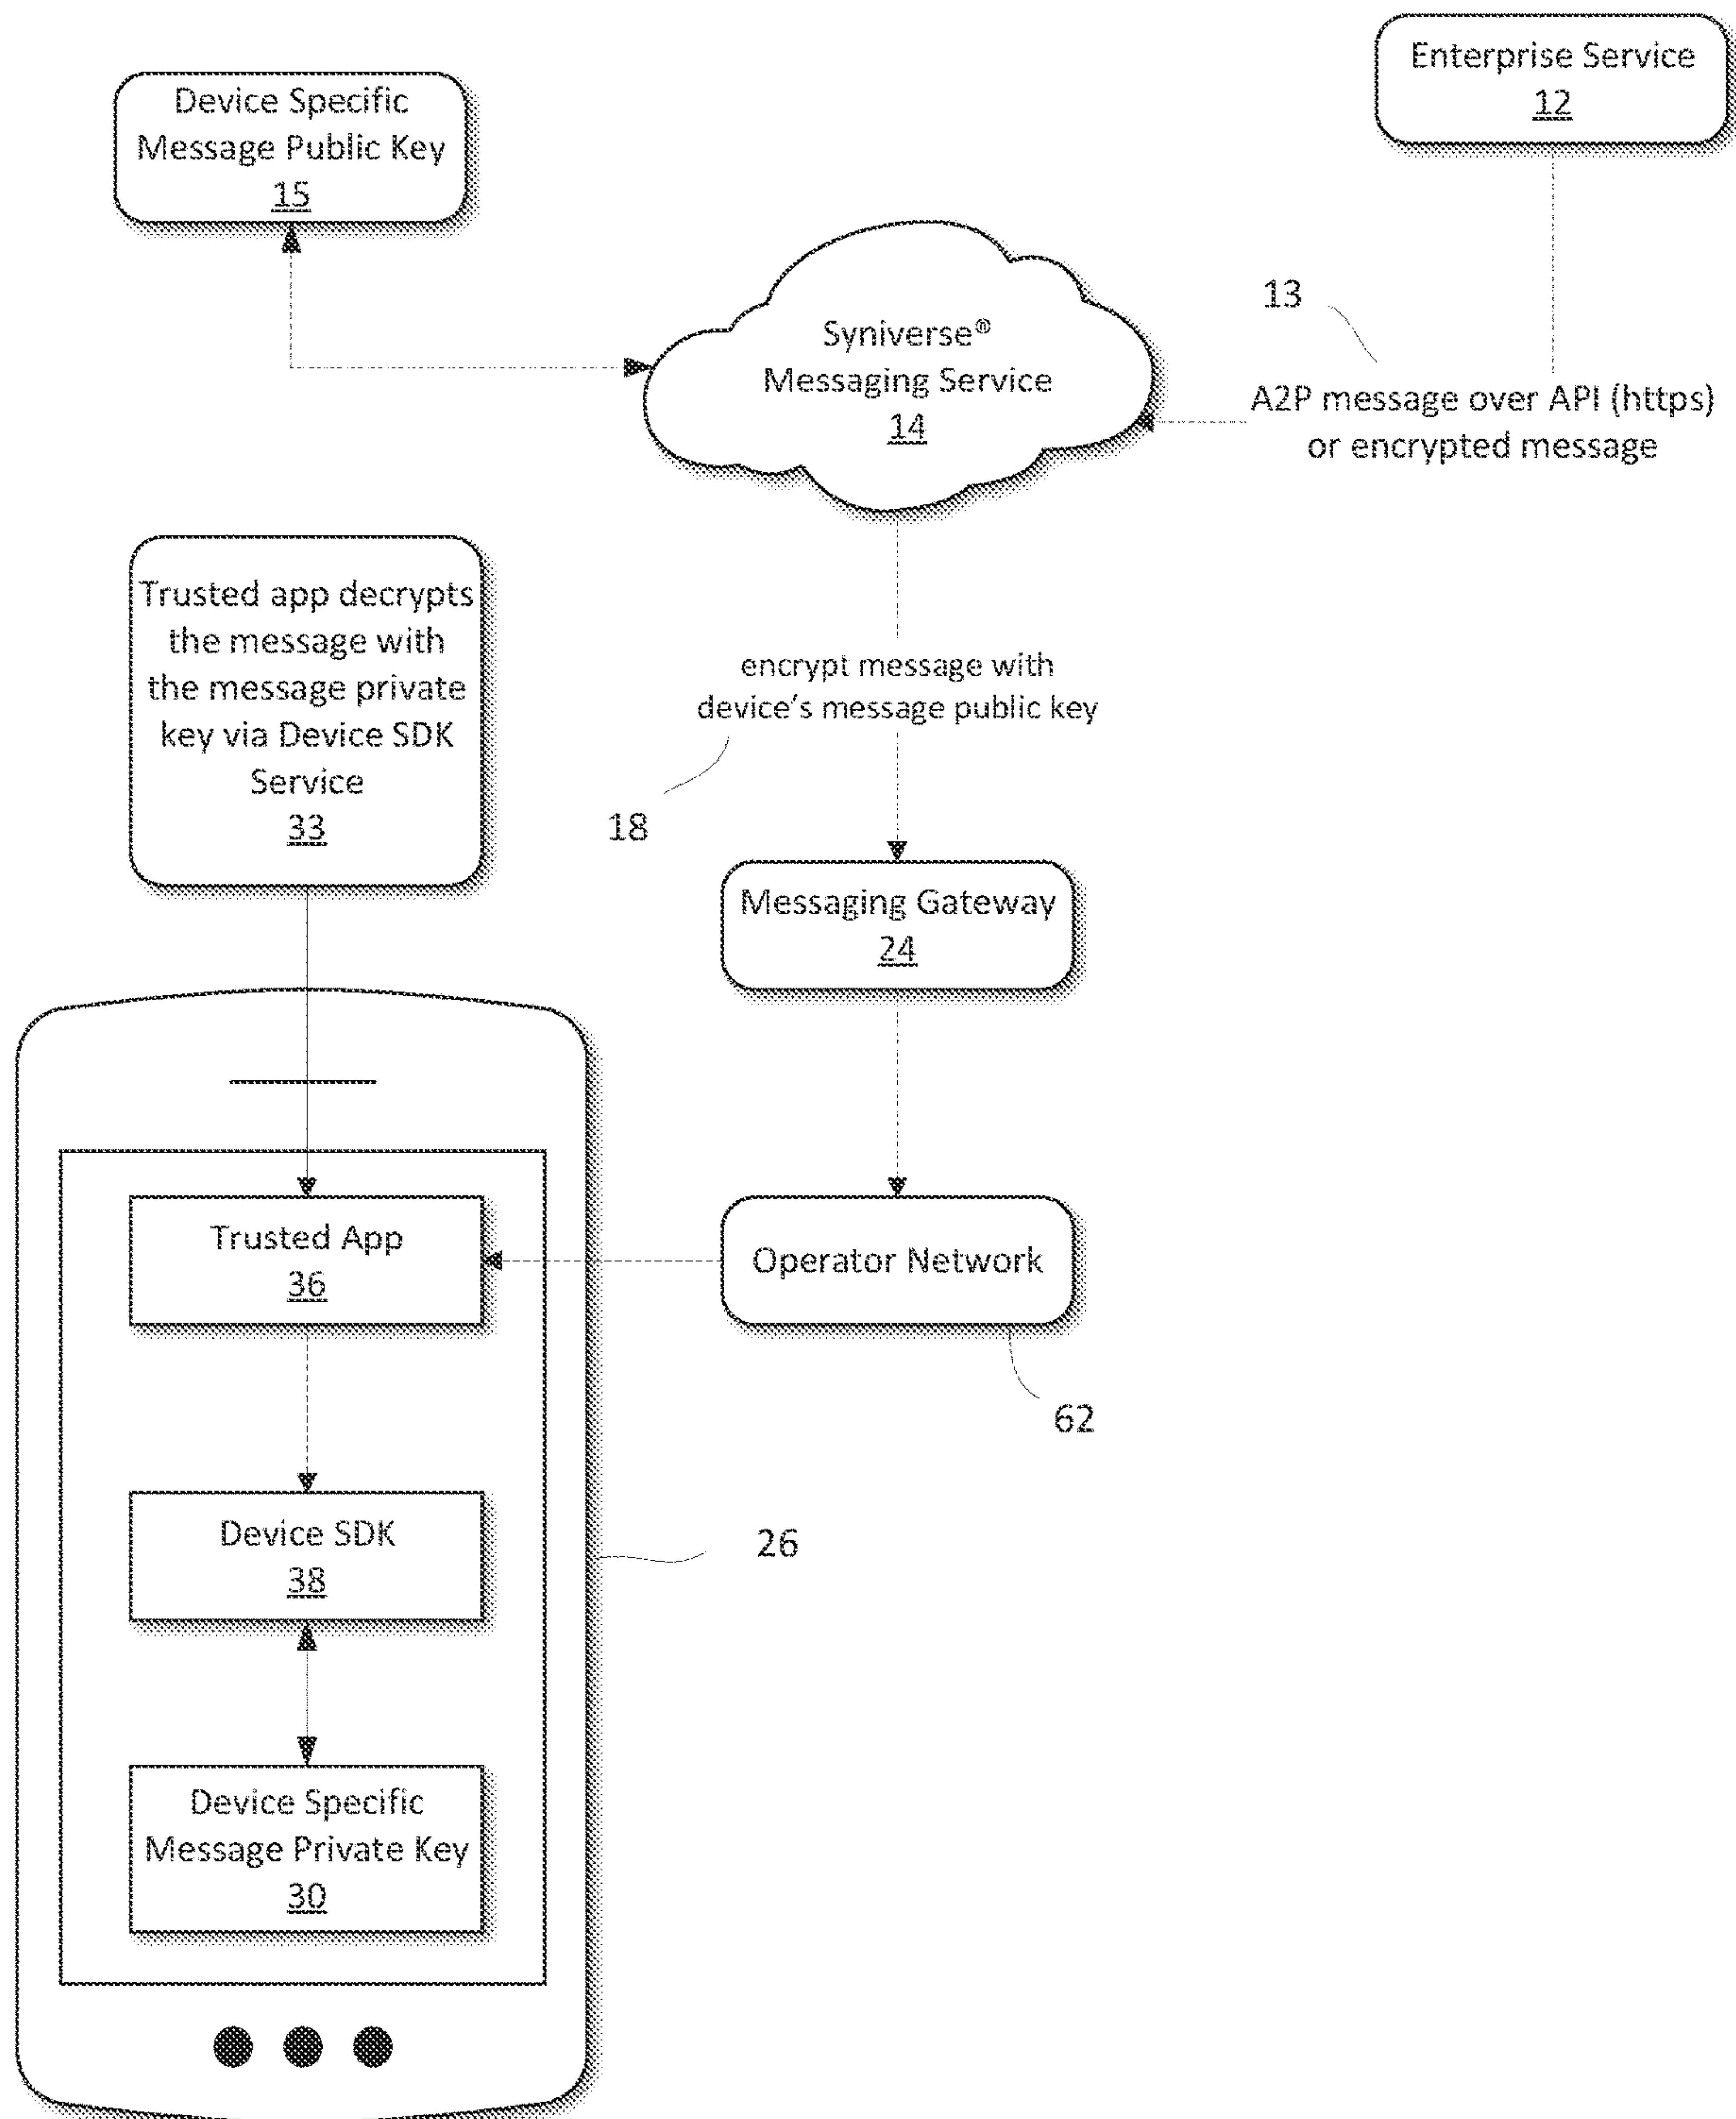 Enterprise Service
12
Device Specific
Message Public Key
15
13
Syniverse®
Messaging Service
14
A2P message over API (https)
or encrypted message
Trusted app decrypts
the message with
the message private
key via Device SDK
Service
33
encrypt message with
device's message public key
18
Messaging Gateway
24
Trusted App
36
Operator Network
62
Device SDK
38
26
Device Specific
Message Private Key
30